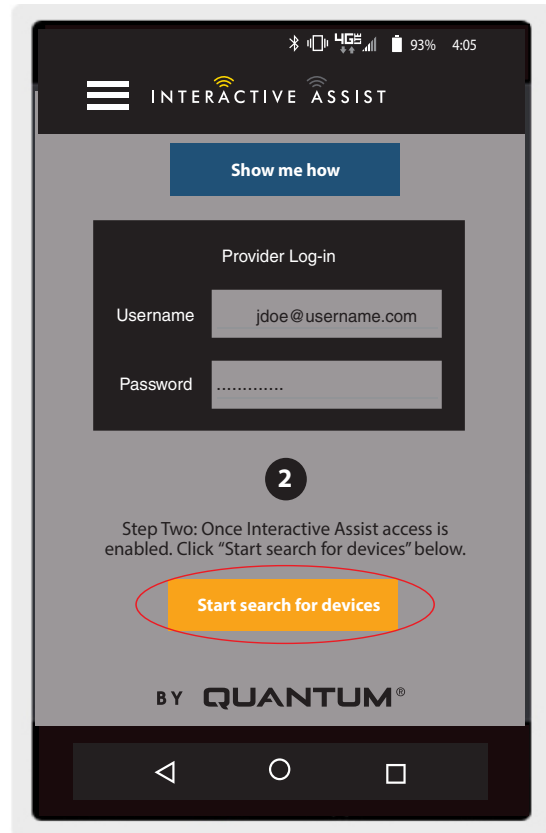 4G LTE 93% 4:05
INTERACTIVE ASSIST
Show me how
Provider Log-in
Username jdoe@username.com
Password .............
2
Step Two: Once Interactive Assist access is
enabled. Click “Start search for devices” below.
Start search for devices
BY QUANTUM®